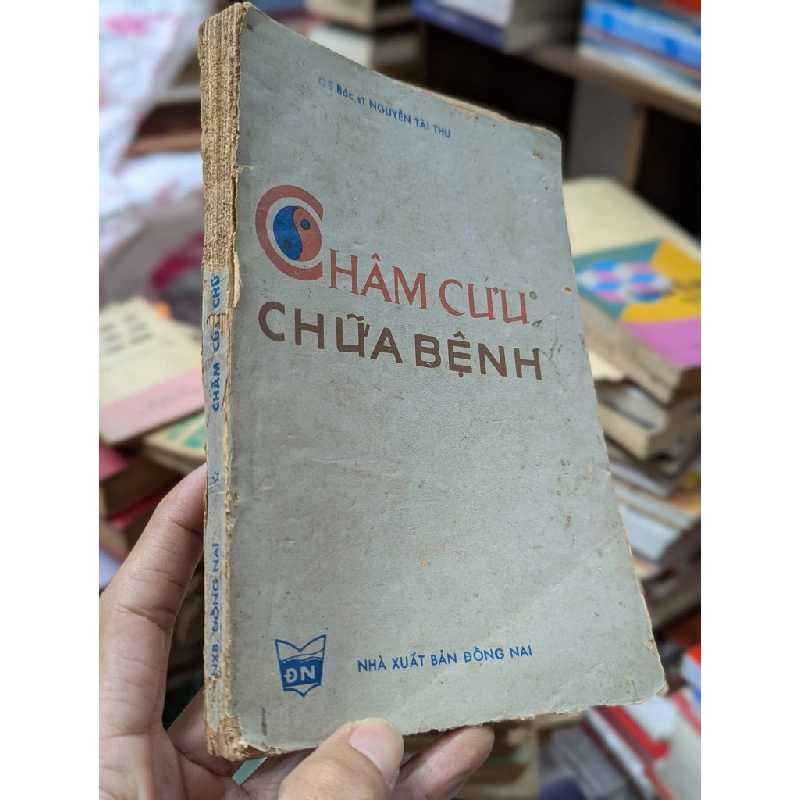 GS Bác sĩ NGUYỄN TÀI THU
CHÂM CỨU
CHỮA BỆNH
ĐN
NHÀ XUẤT BẢN ĐỒNG NAI
NXB. ĐỒNG NAI
CHÂM CỨU CHỮ